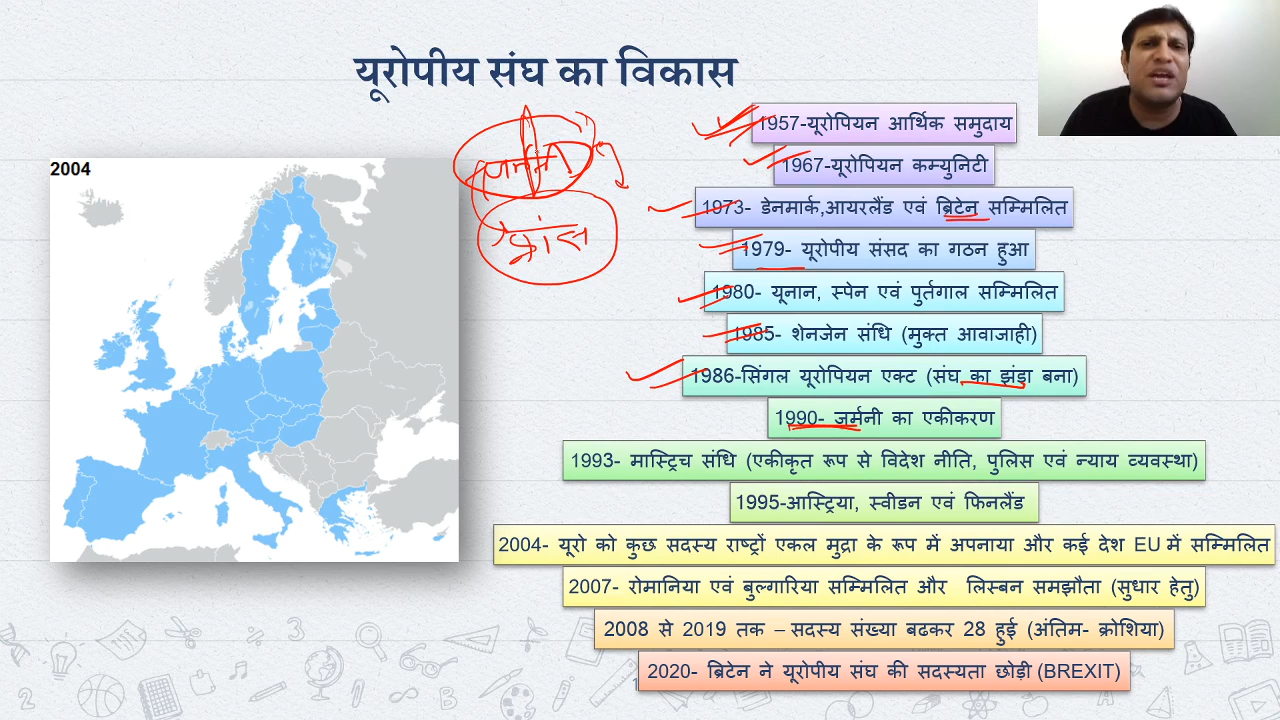 यूरोपीय संघ का विकास
2004
जर्मनी
फ्रांस
1957-यूरोपियन आर्थिक समुदाय
1967-यूरोपियन कम्युनिटी
1973- डेनमार्क,आयरलैंड एवं ब्रिटेन सम्मिलित
1979- यूरोपीय संसद का गठन हुआ
1980- यूनान, स्पेन एवं पुर्तगाल सम्मिलित
1985- शेनजेन संधि (मुक्त आवाजाही)
1986-सिंगल यूरोपियन एक्ट (संघ का झंडा बना)
1990- जर्मनी का एकीकरण
1993- मास्ट्रिच संधि (एकीकृत रूप से विदेश नीति, पुलिस एवं न्याय व्यवस्था)
1995-आस्ट्रिया, स्वीडन एवं फिनलैंड
2004- यूरो को कुछ सदस्य राष्ट्रों एकल मुद्रा के रूप में अपनाया और कई देश EU में सम्मिलित
2007- रोमानिया एवं बुल्गारिया सम्मिलित और लिस्बन समझौता (सुधार हेतु)
2008 से 2019 तक – सदस्य संख्या बढकर 28 हुई (अंतिम- क्रोशिया)
2020- ब्रिटेन ने यूरोपीय संघ की सदस्यता छोड़ी (BREXIT)